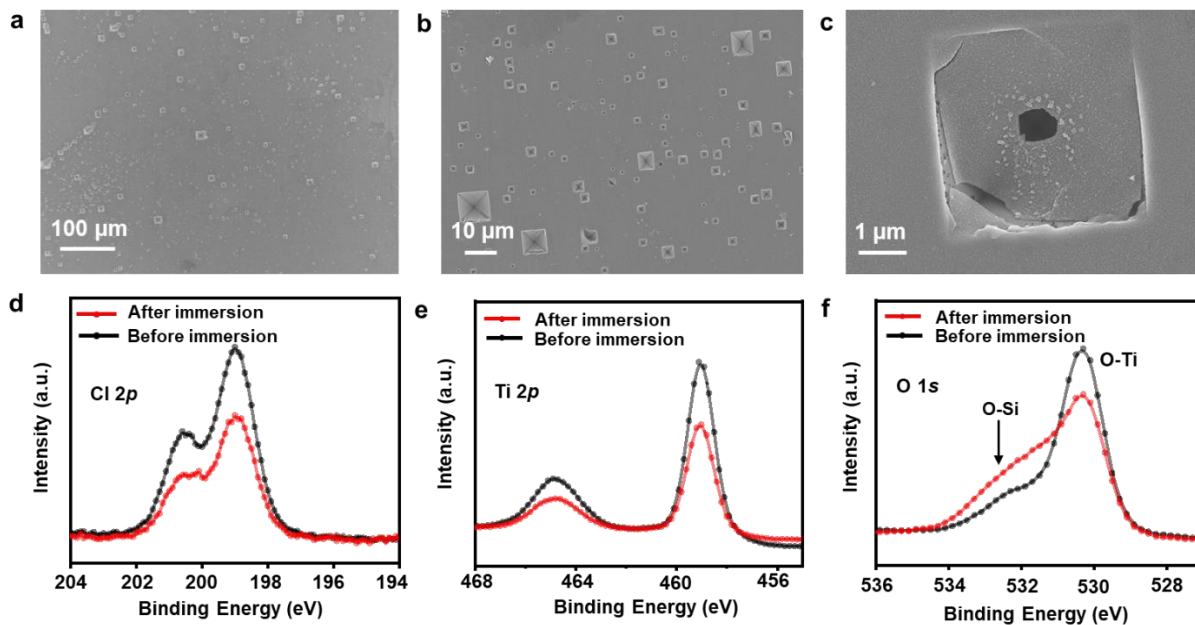 a
100 μm
b
10 μm
c
1 μm
d
After immersion
Before immersion
Cl 2p
Intensity (a.u.)
204 202 200 198 196 194
Binding Energy (eV)
e
After immersion
Before immersion
Ti 2p
Intensity (a.u.)
468 464 460 456
Binding Energy (eV)
f
After immersion
Before immersion
O 1s
O-Ti
O-Si
Intensity (a.u.)
536 534 532 530 528
Binding Energy (eV)